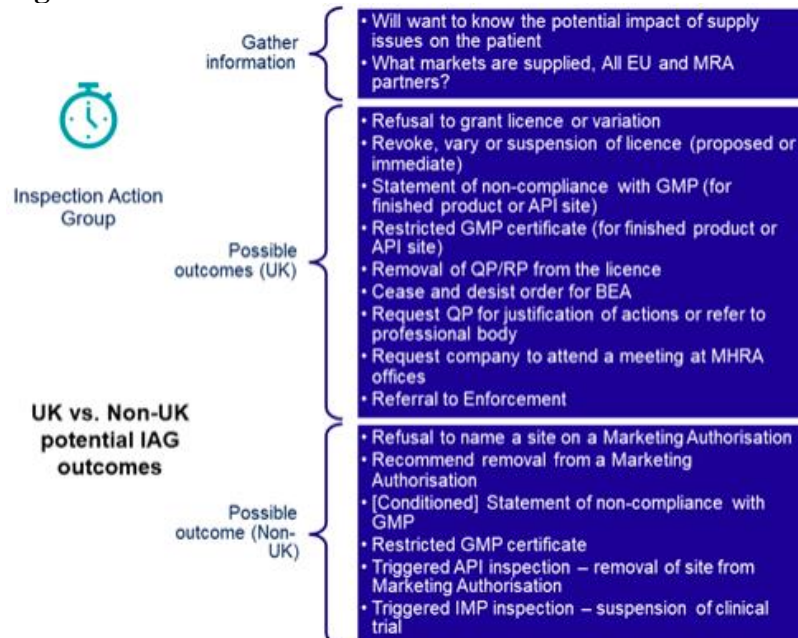 Gather
information
• Will want to know the potential impact of supply
issues on the patient
• What markets are supplied, All EU and MRA
partners?
Inspection Action
Group
Possible
outcomes (UK)
• Refusal to grant licence or variation
• Revoke, vary or suspension of licence (proposed or
immediate)
• Statement of non-compliance with GMP (for
finished product or API site)
• Restricted GMP certificate (for finished product or
API site)
• Removal of QP/RP from the licence
• Cease and desist order for BEA
• Request QP for justification of actions or refer to
professional body
• Request company to attend a meeting at MHRA
offices
• Referral to Enforcement
UK vs. Non-UK
potential IAG
outcomes
Possible
outcome (Non-
UK)
• Refusal to name a site on a Marketing Authorisation
• Recommend removal from a Marketing
Authorisation
• [Conditioned] Statement of non-compliance with
GMP
• Restricted GMP certificate
• Triggered API inspection – removal of site from
Marketing Authorisation
• Triggered IMP inspection – suspension of clinical
trial